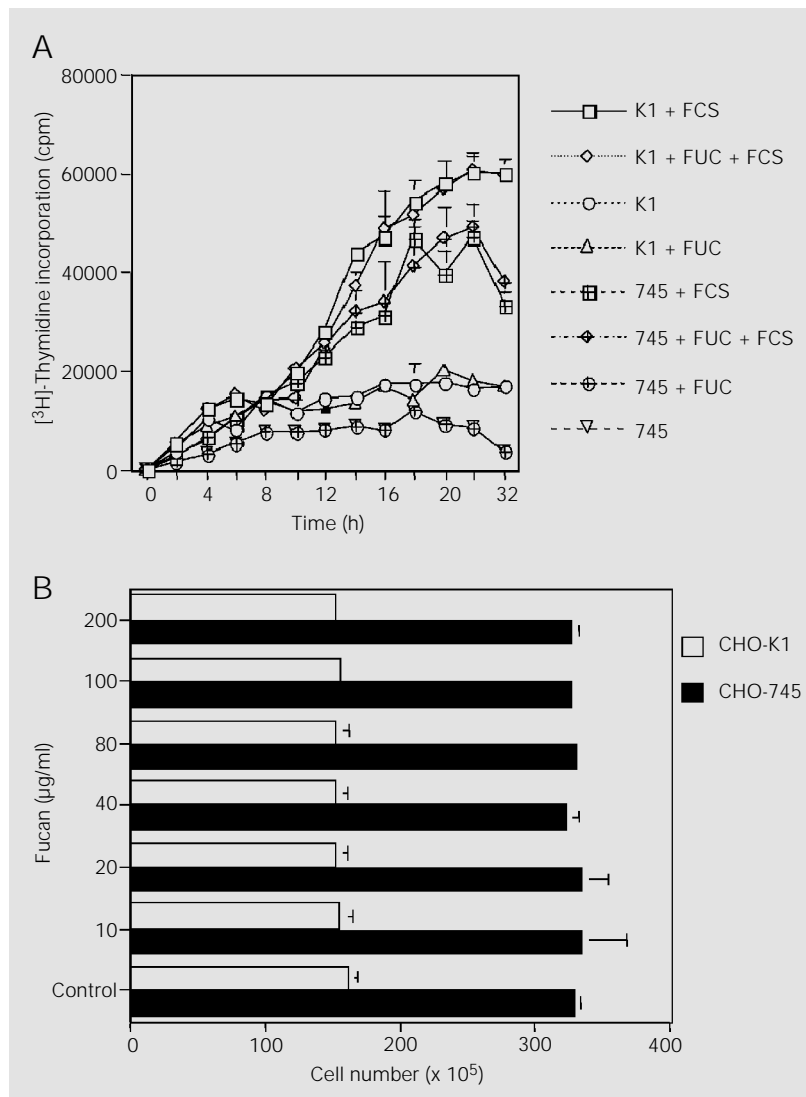 A
[³H]-Thymidine incorporation (cpm)
80000
60000
40000
20000
0
0 4 8 12 16 20 32
Time (h)
K1 + FCS
K1 + FUC + FCS
K1
K1 + FUC
745 + FCS
745 + FUC + FCS
745 + FUC
745
B
Fucan (µg/ml)
200
100
80
40
20
10
Control
0 100 200 300 400
Cell number (x 10⁵)
CHO-K1
CHO-745